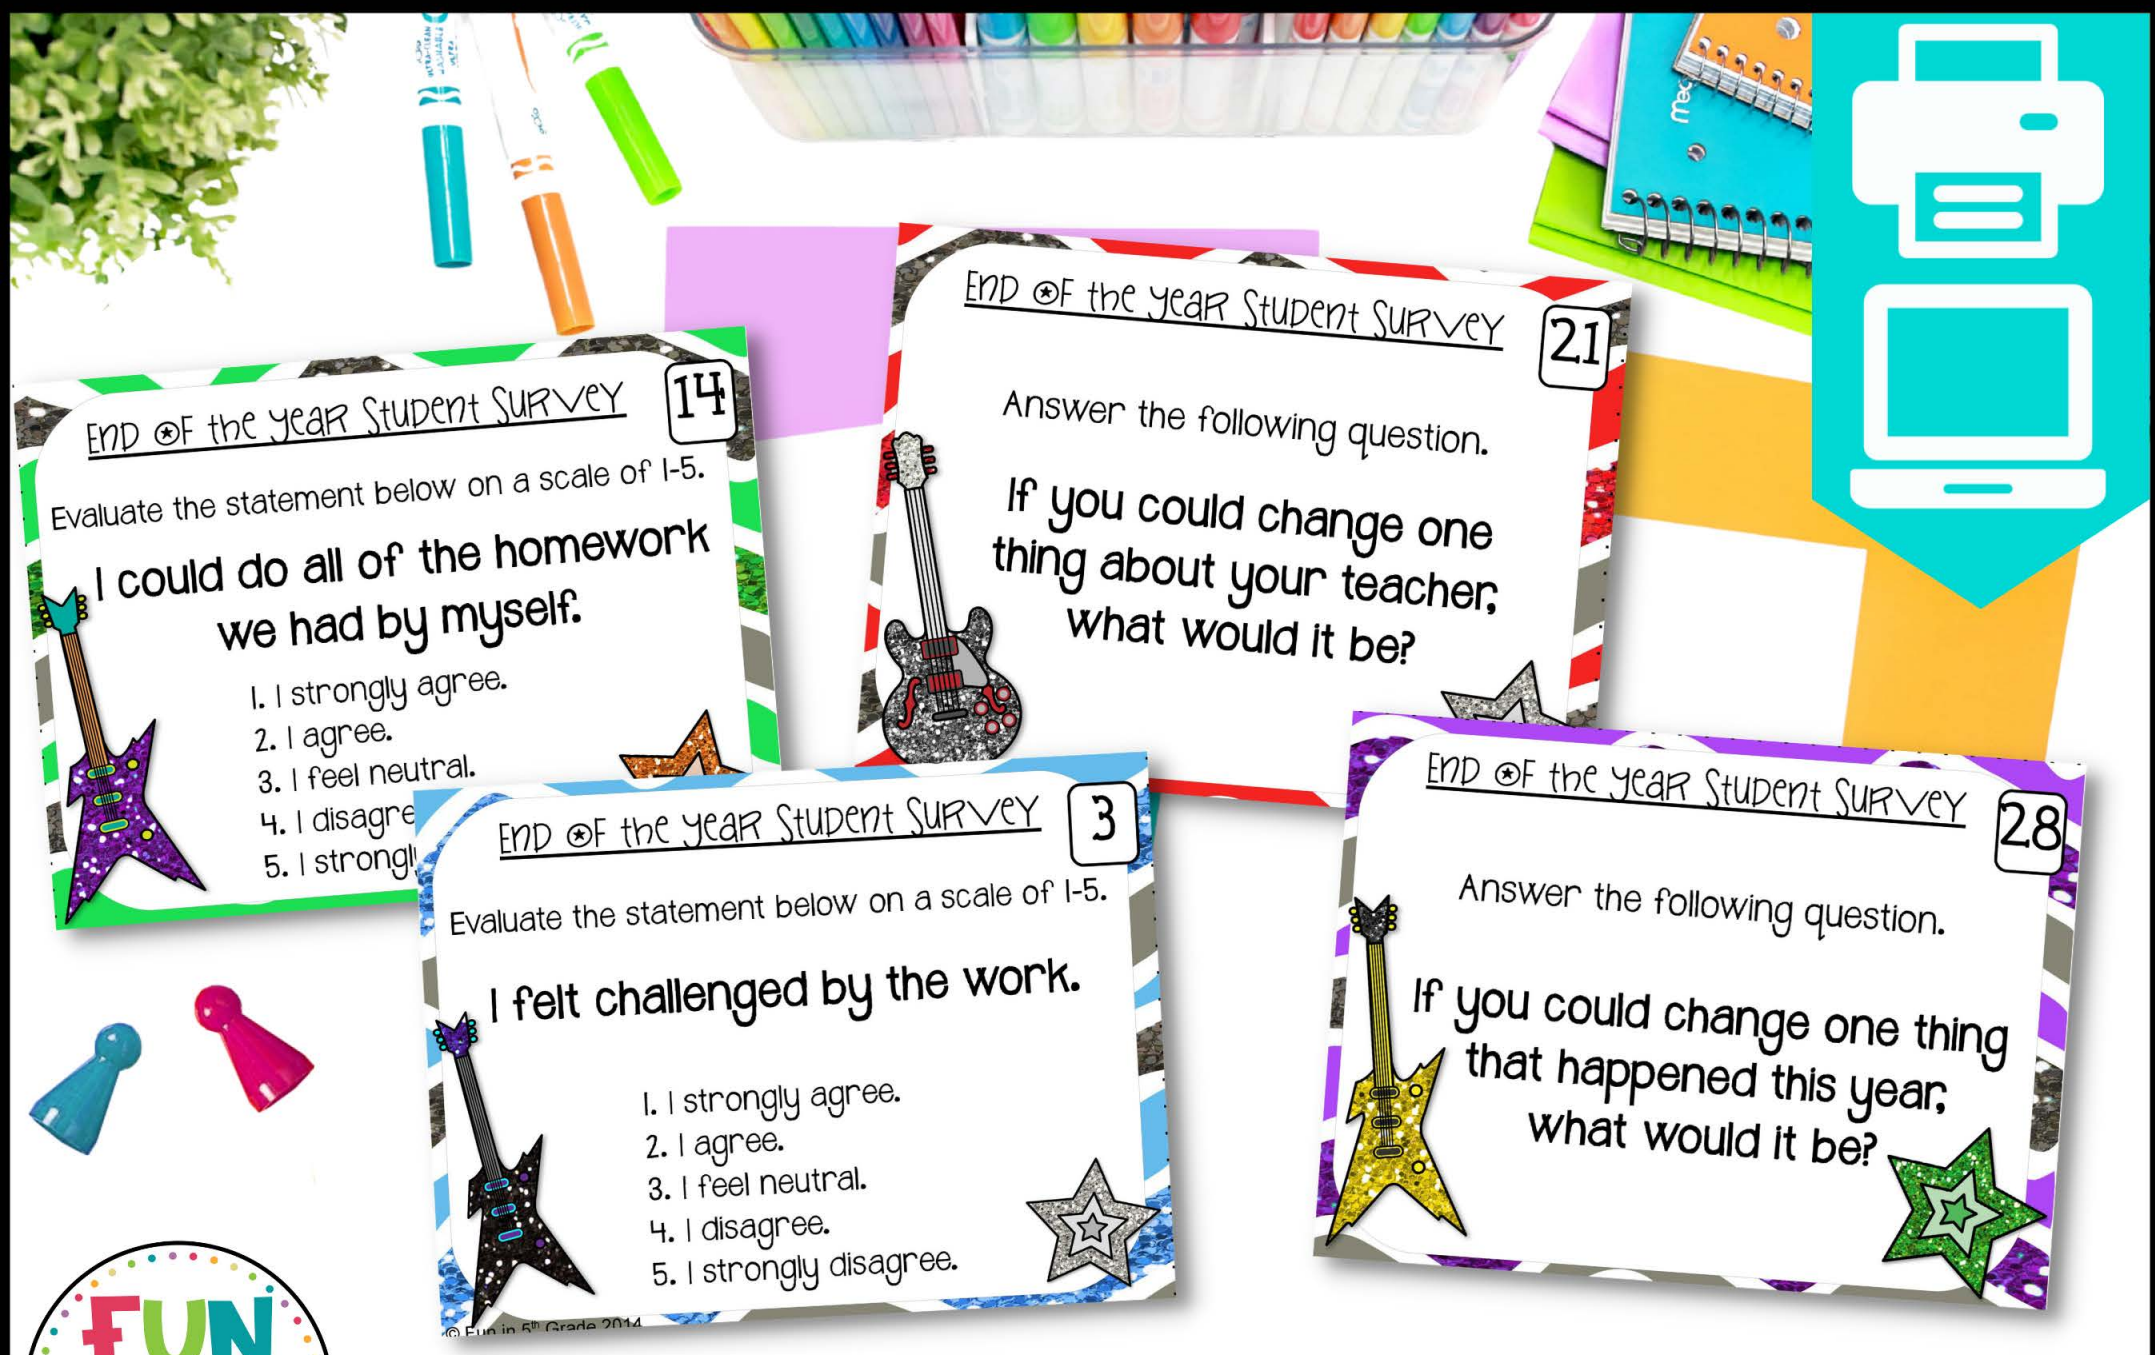 END OF the YEAR StUDENt SURVEY
14
Evaluate the statement below on a scale of 1-5.
I could do all of the homework
we had by myself.
1. I strongly agree.
2. I agree.
3. I feel neutral.
4. I disagre
5. I strongl
END OF the YEAR StUDENt SURVEY
21
Answer the following question.
If you could change one
thing about your teacher,
what would it be?
END OF the YEAR StUDENt SURVEY
3
Evaluate the statement below on a scale of 1-5.
I felt challenged by the work.
1. I strongly agree.
2. I agree.
3. I feel neutral.
4. I disagree.
5. I strongly disagree.
© Fun in 5th Grade 2014
END OF the YEAR StUDENt SURVEY
28
Answer the following question.
If you could change one thing
that happened this year,
what would it be?
FUN